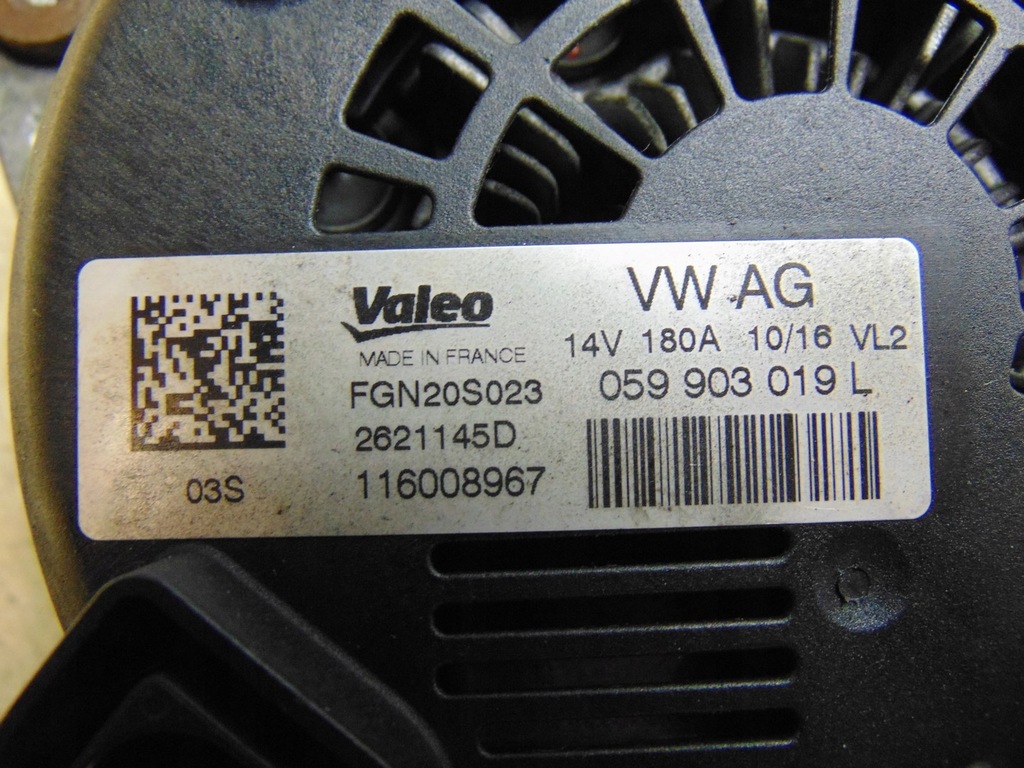 Valeo
MADE IN FRANCE
FGN20S023
2621145D
116008967
03S
VW AG
14V 180A 10/16 VL2
059 903 019 L